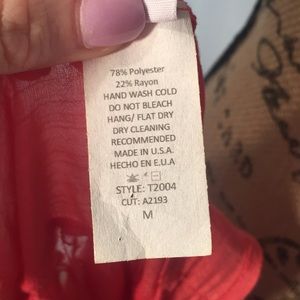 78% Polyester
22% Rayon
HAND WASH COLD
DO NOT BLEACH
HANG/ FLAT DRY
DRY CLEANING
RECOMMENDED
MADE IN U.S.A.
HECHO EN E.U.A
STYLE: T2004
CUT: A2193
M